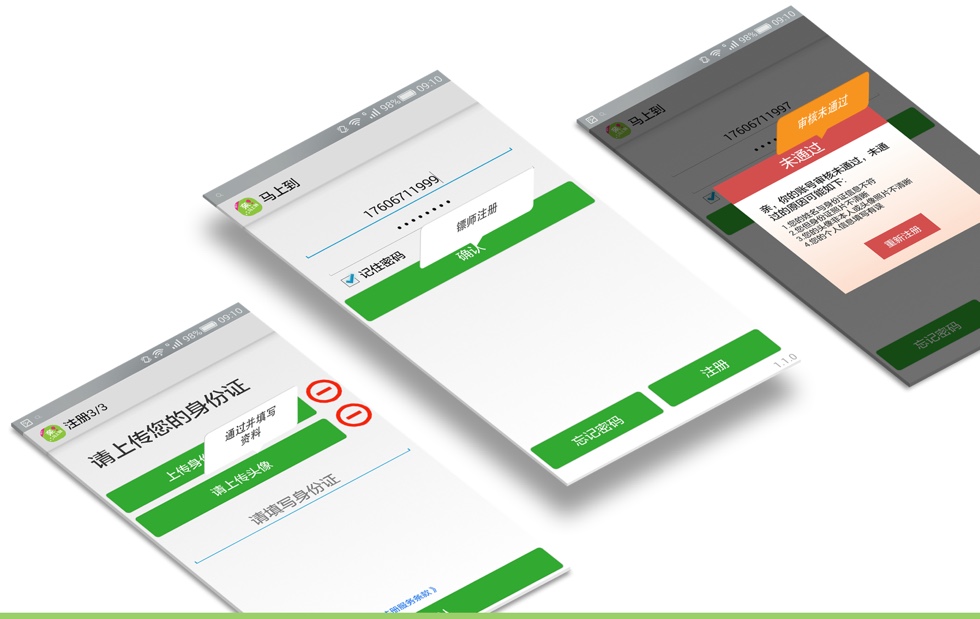 98% 09:10
注册3/3
请上传您的身份证
上传身份
通过并填写
资料
请上传头像
请填写身份证
册服务条款》
98% 09:10
马上到
17606711999
••••••••
镖师注册
记住密码
确认
忘记密码
注册
1.1.0
98% 09:10
马上到
17606711997
••••
审核未通过
未通过
亲，你的账号审核未通过，未通
过的原因可能如下：
1.您的姓名与身份证信息不符
2.您但身份证照片不清晰
3.您的头像非本人或头像照片不清晰
4.您的个人信息填写有误
重新注册
忘记密码